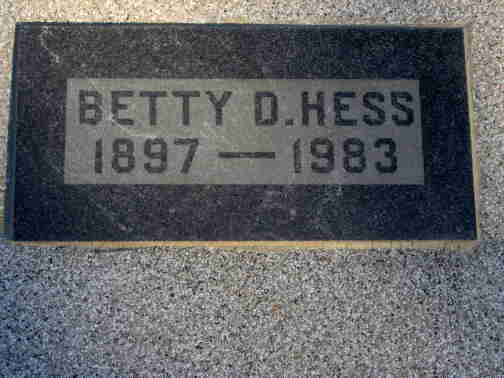 BETTY D. HESS
1897 — 1983